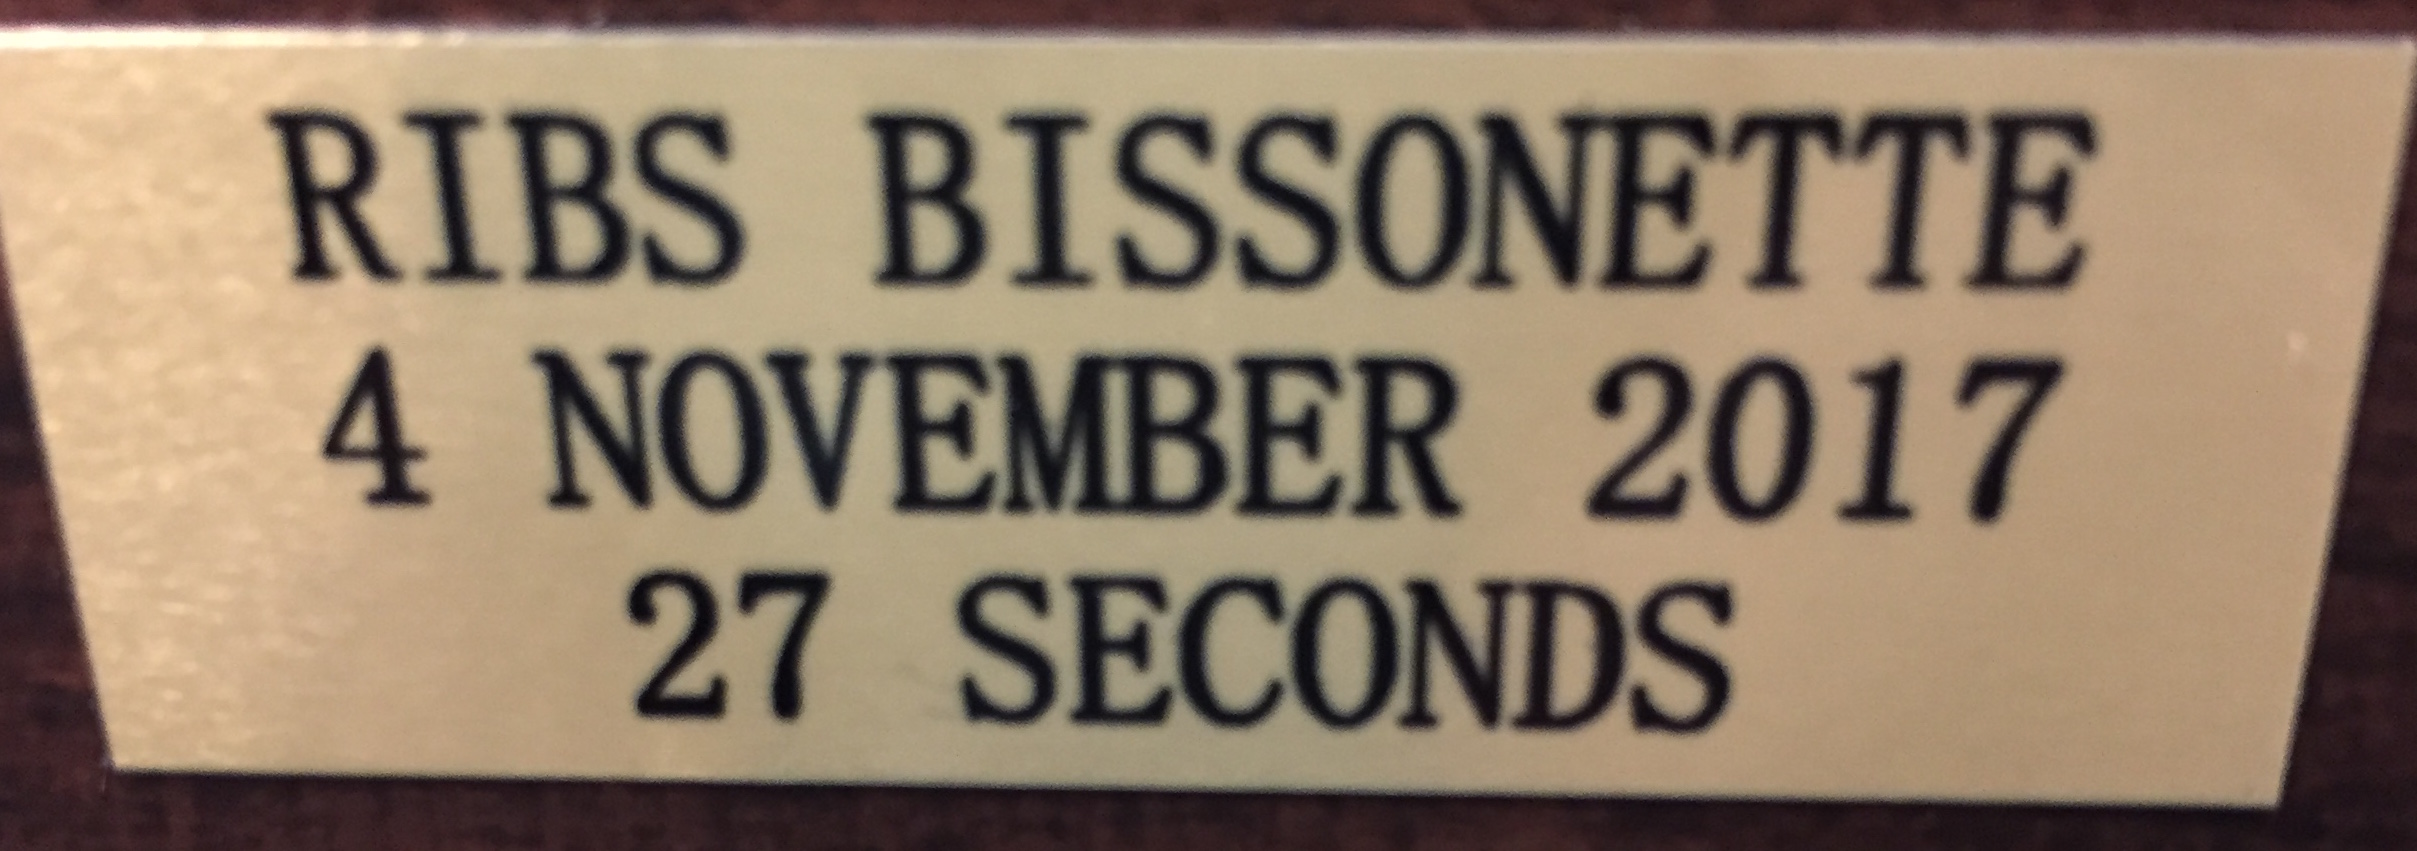 RIBS BISSONETTE
4 NOVEMBER 2017
27 SECONDS